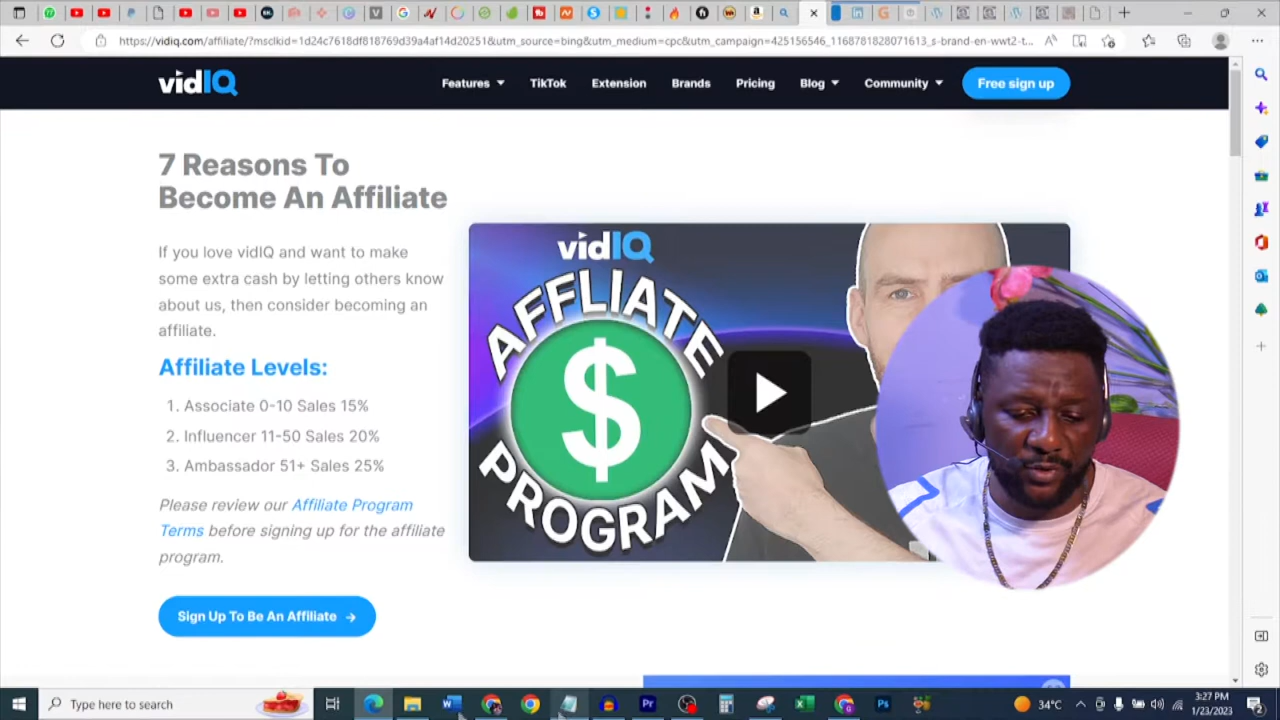 https://vidiq.com/affiliate/?msclkid=1d24c7618df818769d39a4af14d20251&utm_source=bing&utm_medium=cpc&utm_campaign=425156546_1168781828071613_s-brand-en-wwt2-t...
vidIQ
Features
TikTok
Extension
Brands
Pricing
Blog
Community
Free sign up
7 Reasons To
Become An Affiliate
If you love vidIQ and want to make
some extra cash by letting others know
about us, then consider becoming an
affiliate.
Affiliate Levels:
1. Associate 0-10 Sales 15%
2. Influencer 11-50 Sales 20%
3. Ambassador 51+ Sales 25%
Please review our Affiliate Program
Terms before signing up for the affiliate
program.
Sign Up To Be An Affiliate →
vidIQ
AFFLIATE
$
PROGRAM
Type here to search
34°C
3:27 PM
1/23/2023